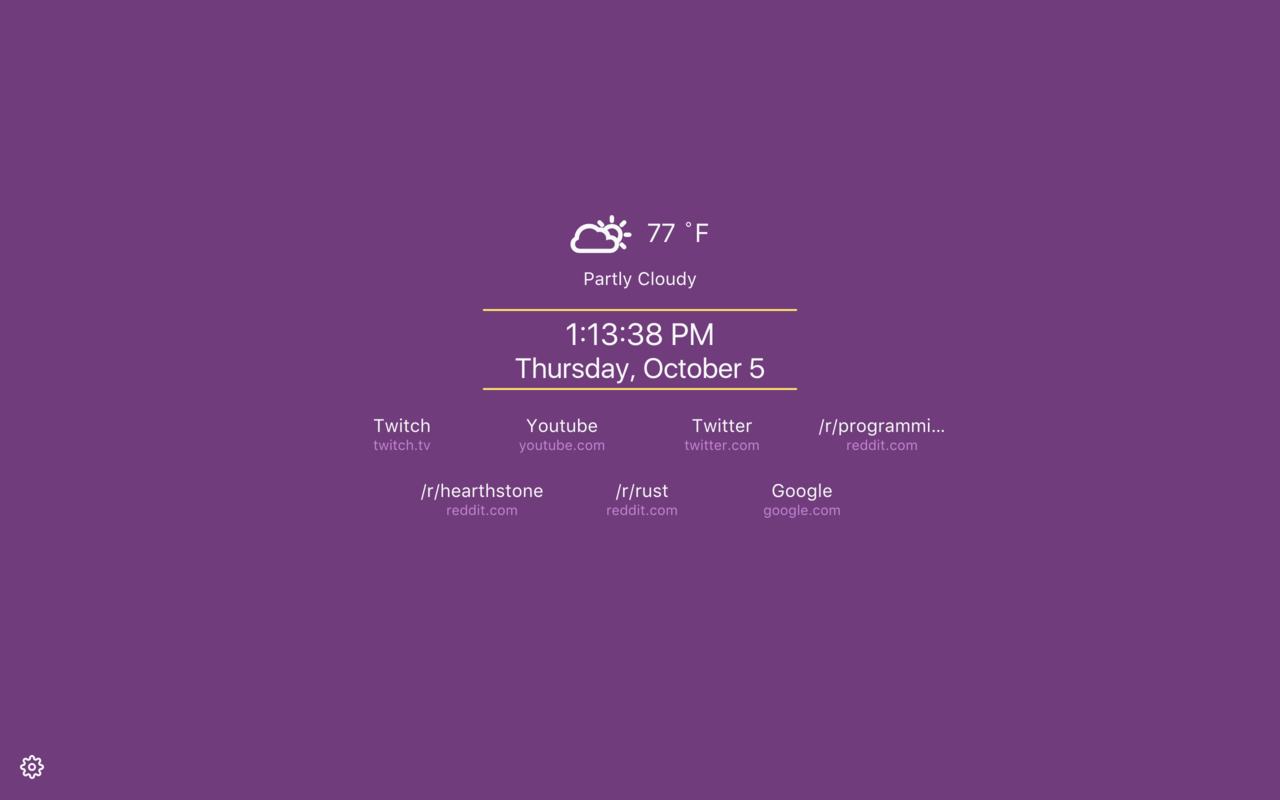 77 °F
Partly Cloudy
1:13:38 PM
Thursday, October 5
Twitch Youtube Twitter /r/programmi...
twitch.tv youtube.com twitter.com reddit.com
/r/hearthstone /r/rust Google
reddit.com reddit.com google.com